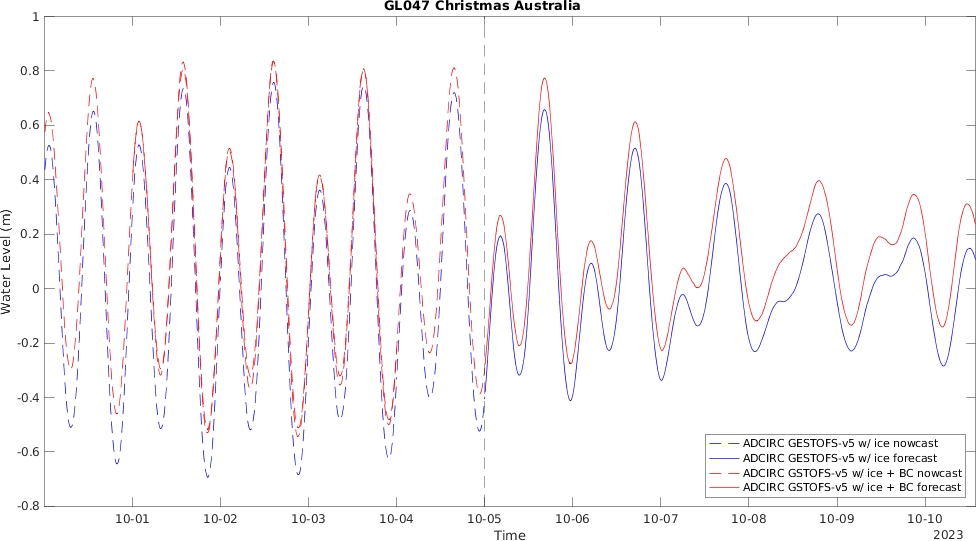 GL047 Christmas Australia
1
0.8
0.6
0.4
0.2
0
-0.2
-0.4
-0.6
-0.8
Water Level (m)
ADCIRC GESTOFS-v5 w/ ice nowcast
ADCIRC GESTOFS-v5 w/ ice forecast
ADCIRC GSTOFS-v5 w/ ice + BC nowcast
ADCIRC GSTOFS-v5 w/ ice + BC forecast
10-01 10-02 10-03 10-04 10-05 10-06 10-07 10-08 10-09 10-10
Time
2023